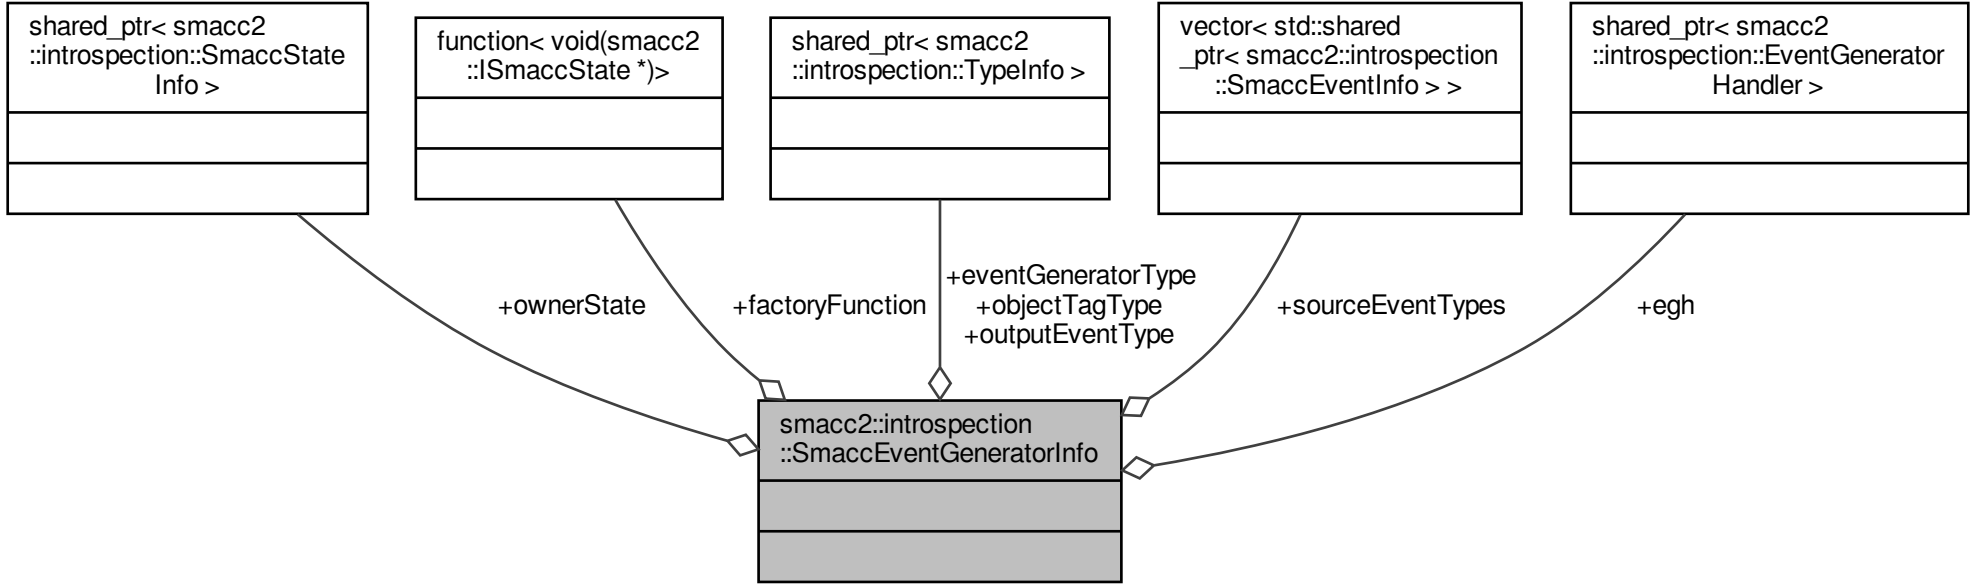 shared_ptr< smacc2
::introspection::SmaccState
Info >
function< void(smacc2
::ISmaccState *)>
shared_ptr< smacc2
::introspection::TypeInfo >
vector< std::shared
_ptr< smacc2::introspection
::SmaccEventInfo > >
shared_ptr< smacc2
::introspection::EventGenerator
Handler >
+ownerState
+factoryFunction
+eventGeneratorType
+objectTagType
+outputEventType
+sourceEventTypes
+egh
smacc2::introspection
::SmaccEventGeneratorInfo